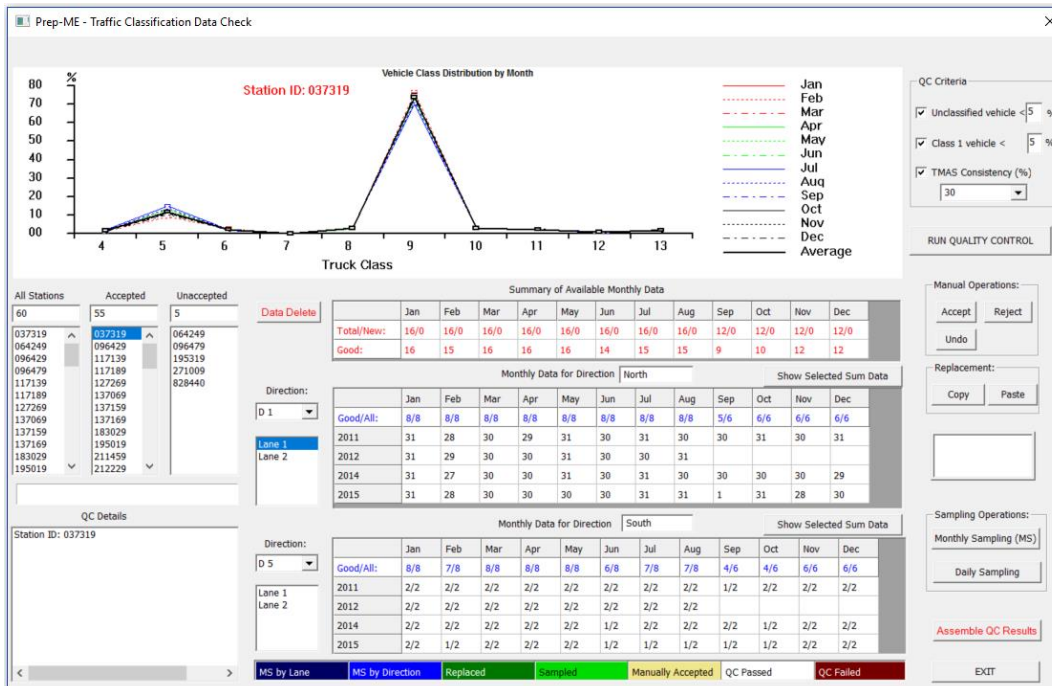 Prep-ME - Traffic Classification Data Check
Vehicle Class Distribution by Month
%
Station ID: 037319
80
70
60
50
40
30
20
10
00
4 5 6 7 8 9 10 11 12 13
Truck Class
Jan
Feb
Mar
Apr
May
Jun
Jul
Aug
Sep
Oct
Nov
Dec
Average
QC Criteria
Unclassified vehicle < 5 %
Class 1 vehicle < 5 %
TMAS Consistency (%)
30
RUN QUALITY CONTROL
All Stations Accepted Unaccepted
60 55 5
037319 037319 064249
064249 096429 096479
096429 117139 195319
096479 117189 271009
117139 127269 828440
117189 137069
127269 137159
137069 137169
137159 183029
137169 195019
183029 211459
195019 212229
Data Delete
Summary of Available Monthly Data
Jan Feb Mar Apr May Jun Jul Aug Sep Oct Nov Dec
Total/New: 16/0 16/0 16/0 16/0 16/0 16/0 16/0 16/0 12/0 12/0 12/0 12/0
Good: 16 15 16 16 16 14 15 15 9 10 12 12
Manual Operations:
Accept Reject
Undo
Direction:
D 1
Lane 1
Lane 2
Monthly Data for Direction North Show Selected Sum Data
Jan Feb Mar Apr May Jun Jul Aug Sep Oct Nov Dec
Good/All: 8/8 8/8 8/8 8/8 8/8 8/8 8/8 8/8 5/6 6/6 6/6 6/6
2011 31 28 30 29 31 30 31 30 30 31 30 31
2012 31 29 30 30 31 30 30 31
2014 31 27 30 30 31 30 31 30 30 30 30 29
2015 31 28 30 30 30 30 31 31 1 31 28 30
Replacement:
Copy Paste
QC Details
Station ID: 037319
Direction:
D 5
Lane 1
Lane 2
Monthly Data for Direction South Show Selected Sum Data
Jan Feb Mar Apr May Jun Jul Aug Sep Oct Nov Dec
Good/All: 8/8 7/8 8/8 8/8 8/8 6/8 7/8 7/8 4/6 4/6 6/6 6/6
2011 2/2 2/2 2/2 2/2 2/2 2/2 2/2 2/2 1/2 2/2 2/2 2/2
2012 2/2 2/2 2/2 2/2 2/2 2/2 2/2 2/2
2014 2/2 2/2 2/2 2/2 2/2 1/2 2/2 2/2 2/2 1/2 2/2 2/2
2015 2/2 1/2 2/2 2/2 2/2 1/2 1/2 1/2 1/2 1/2 2/2 2/2
Sampling Operations:
Monthly Sampling (MS)
Daily Sampling
Assemble QC Results
MS by Lane MS by Direction Replaced Sampled Manually Accepted QC Passed QC Failed
EXIT